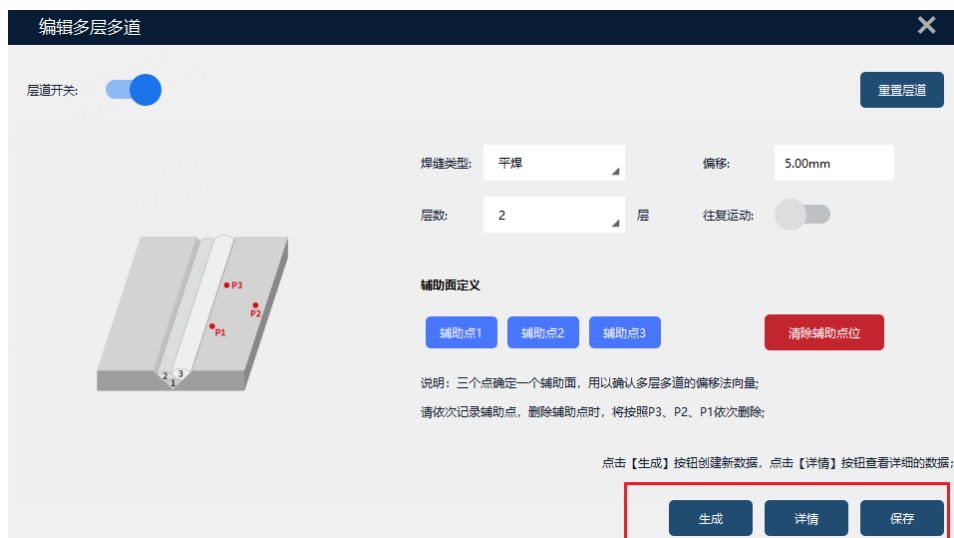 编辑多层多道
层道开关:
重置层道
焊缝类型: 平焊 偏移: 5.00mm
层数: 2 层 往复运动:
P3
P2
P1
2 3
1
辅助面定义
辅助点1 辅助点2 辅助点3 清除辅助点位
说明：三个点确定一个辅助面，用以确认多层多道的偏移法向量;
请依次记录辅助点，删除辅助点时，将按照P3、P2、P1依次删除;
点击【生成】按钮创建新数据，点击【详情】按钮查看详细的数据;
生成 详情 保存